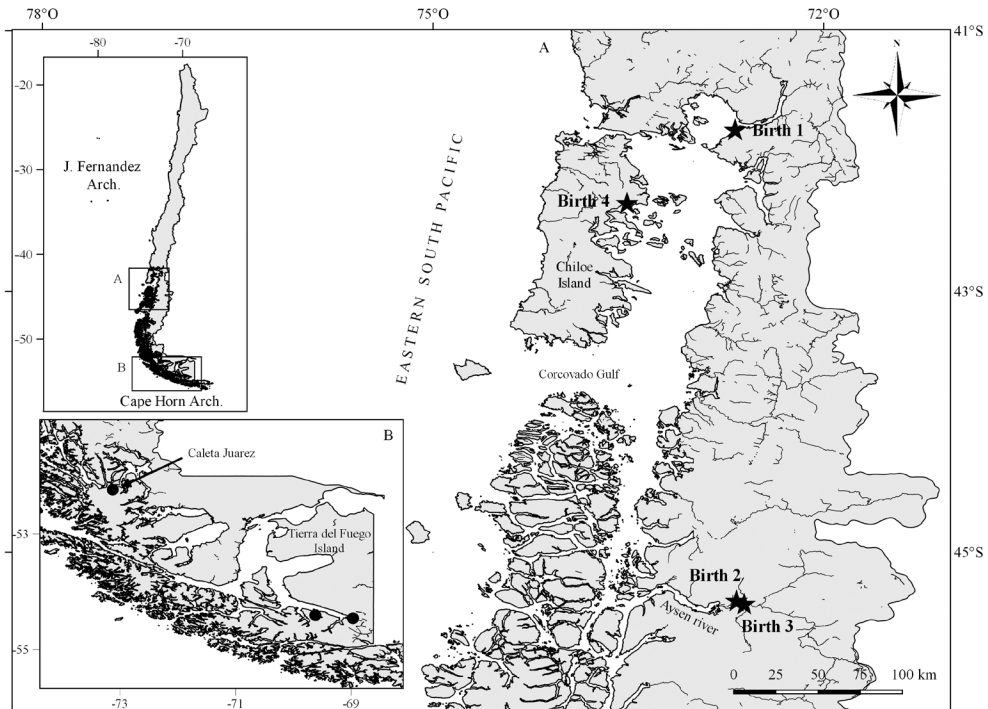 78°O
75°O
72°O
41°S
43°S
45°S
A
N
Birth 1
Birth 4
Chiloe
Island
EASTERN SOUTH PACIFIC
Corcovado Gulf
Birth 2
Aysen river
Birth 3
0 25 50 75 100 km
-80
-70
-20
-30
-40
-50
J. Fernandez
Arch.
A
B
Cape Horn Arch.
B
Caleta Juarez
Tierra del Fuego
Island
-53
-55
-73
-71
-69